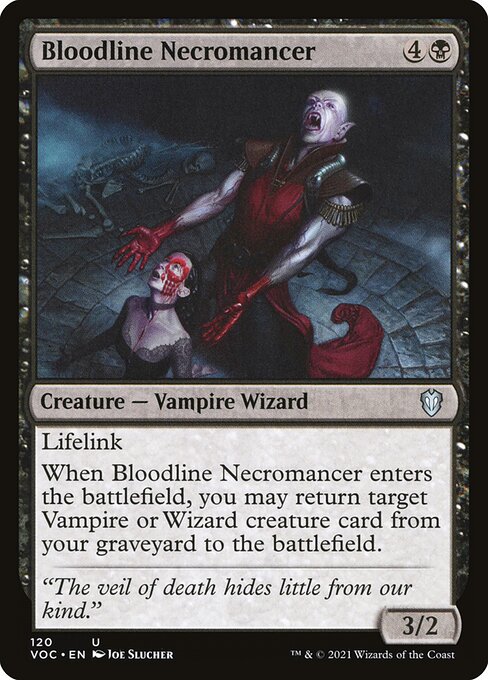 Bloodline Necromancer 4
Creature — Vampire Wizard
Lifelink
When Bloodline Necromancer enters
the battlefield, you may return target
Vampire or Wizard creature card from
your graveyard to the battlefield.
“The veil of death hides little from our
kind.”
3/2
120 U
VOC • EN Joe Slucher ™ & © 2021 Wizards of the Coast